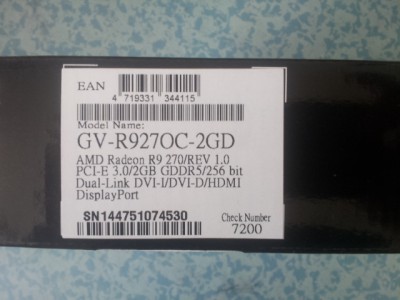 EAN
4 719331 344115
Model Name:
GV-R927OC-2GD
AMD Radeon R9 270/REV 1.0
PCI-E 3.0/2GB GDDR5/256 bit
Dual-Link DVI-I/DVI-D/HDMI
DisplayPort
SN144751074530
Check Number
7200